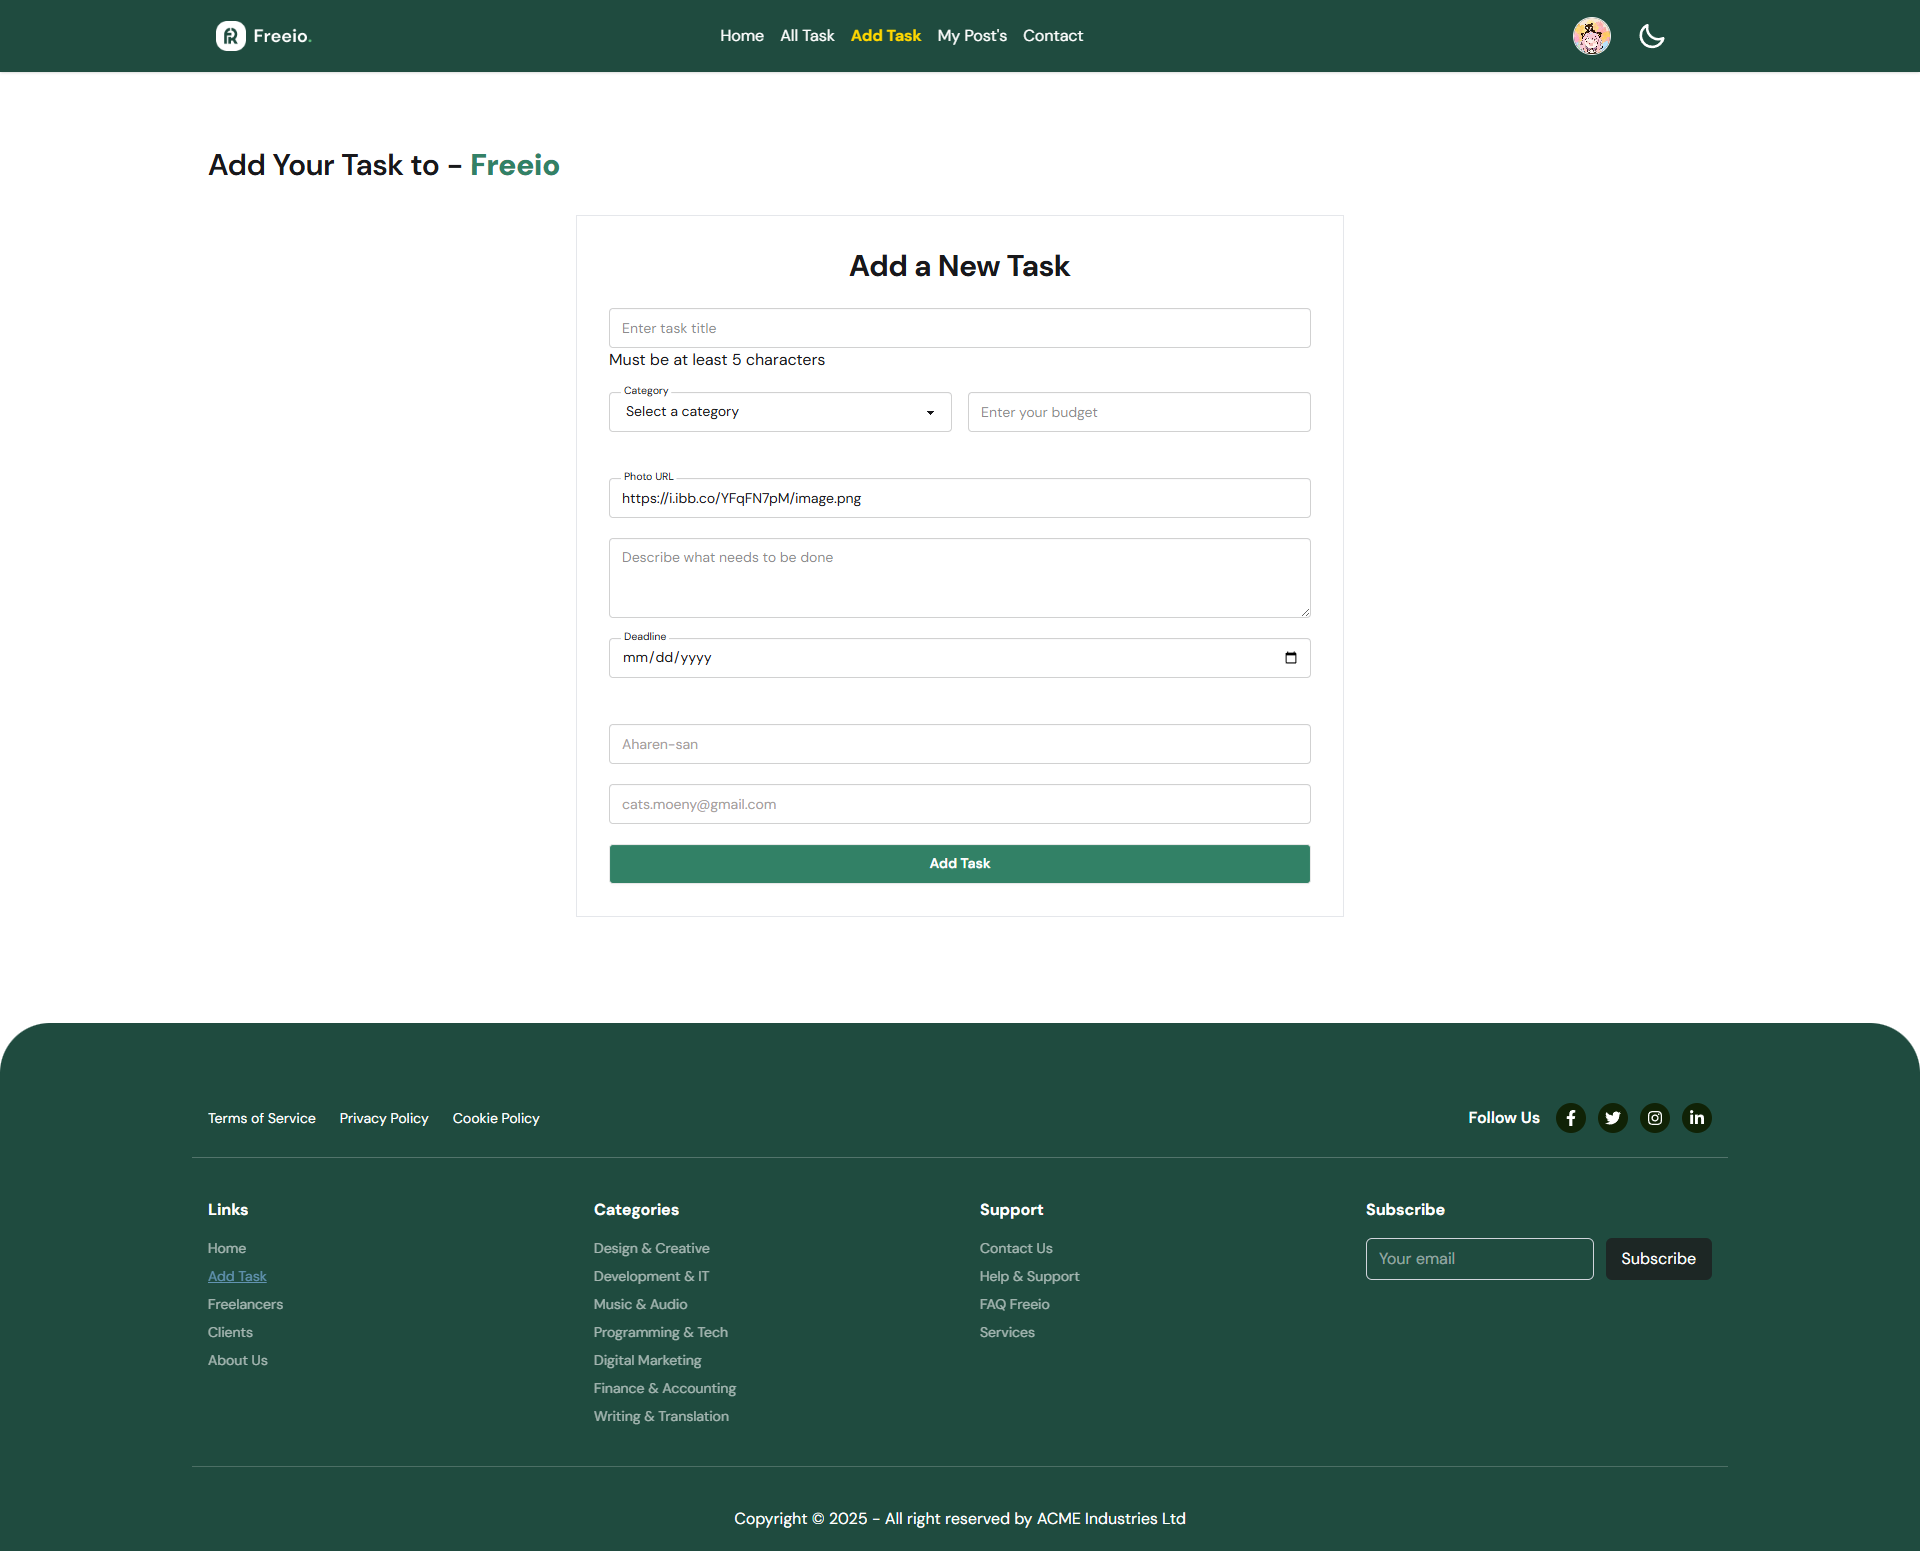 Freeio.
Home All Task Add Task My Post's Contact
Add Your Task to - Freeio
Add a New Task
Enter task title
Must be at least 5 characters
Category
Select a category
Enter your budget
Photo URL
https://i.ibb.co/YFqFN7pM/image.png
Describe what needs to be done
Deadline
mm/dd/yyyy
Aharen-san
cats.moeny@gmail.com
Add Task
Terms of Service Privacy Policy Cookie Policy
Follow Us
Links
Home
Add Task
Freelancers
Clients
About Us
Categories
Design & Creative
Development & IT
Music & Audio
Programming & Tech
Digital Marketing
Finance & Accounting
Writing & Translation
Support
Contact Us
Help & Support
FAQ Freeio
Services
Subscribe
Your email
Subscribe
Copyright © 2025 - All right reserved by ACME Industries Ltd